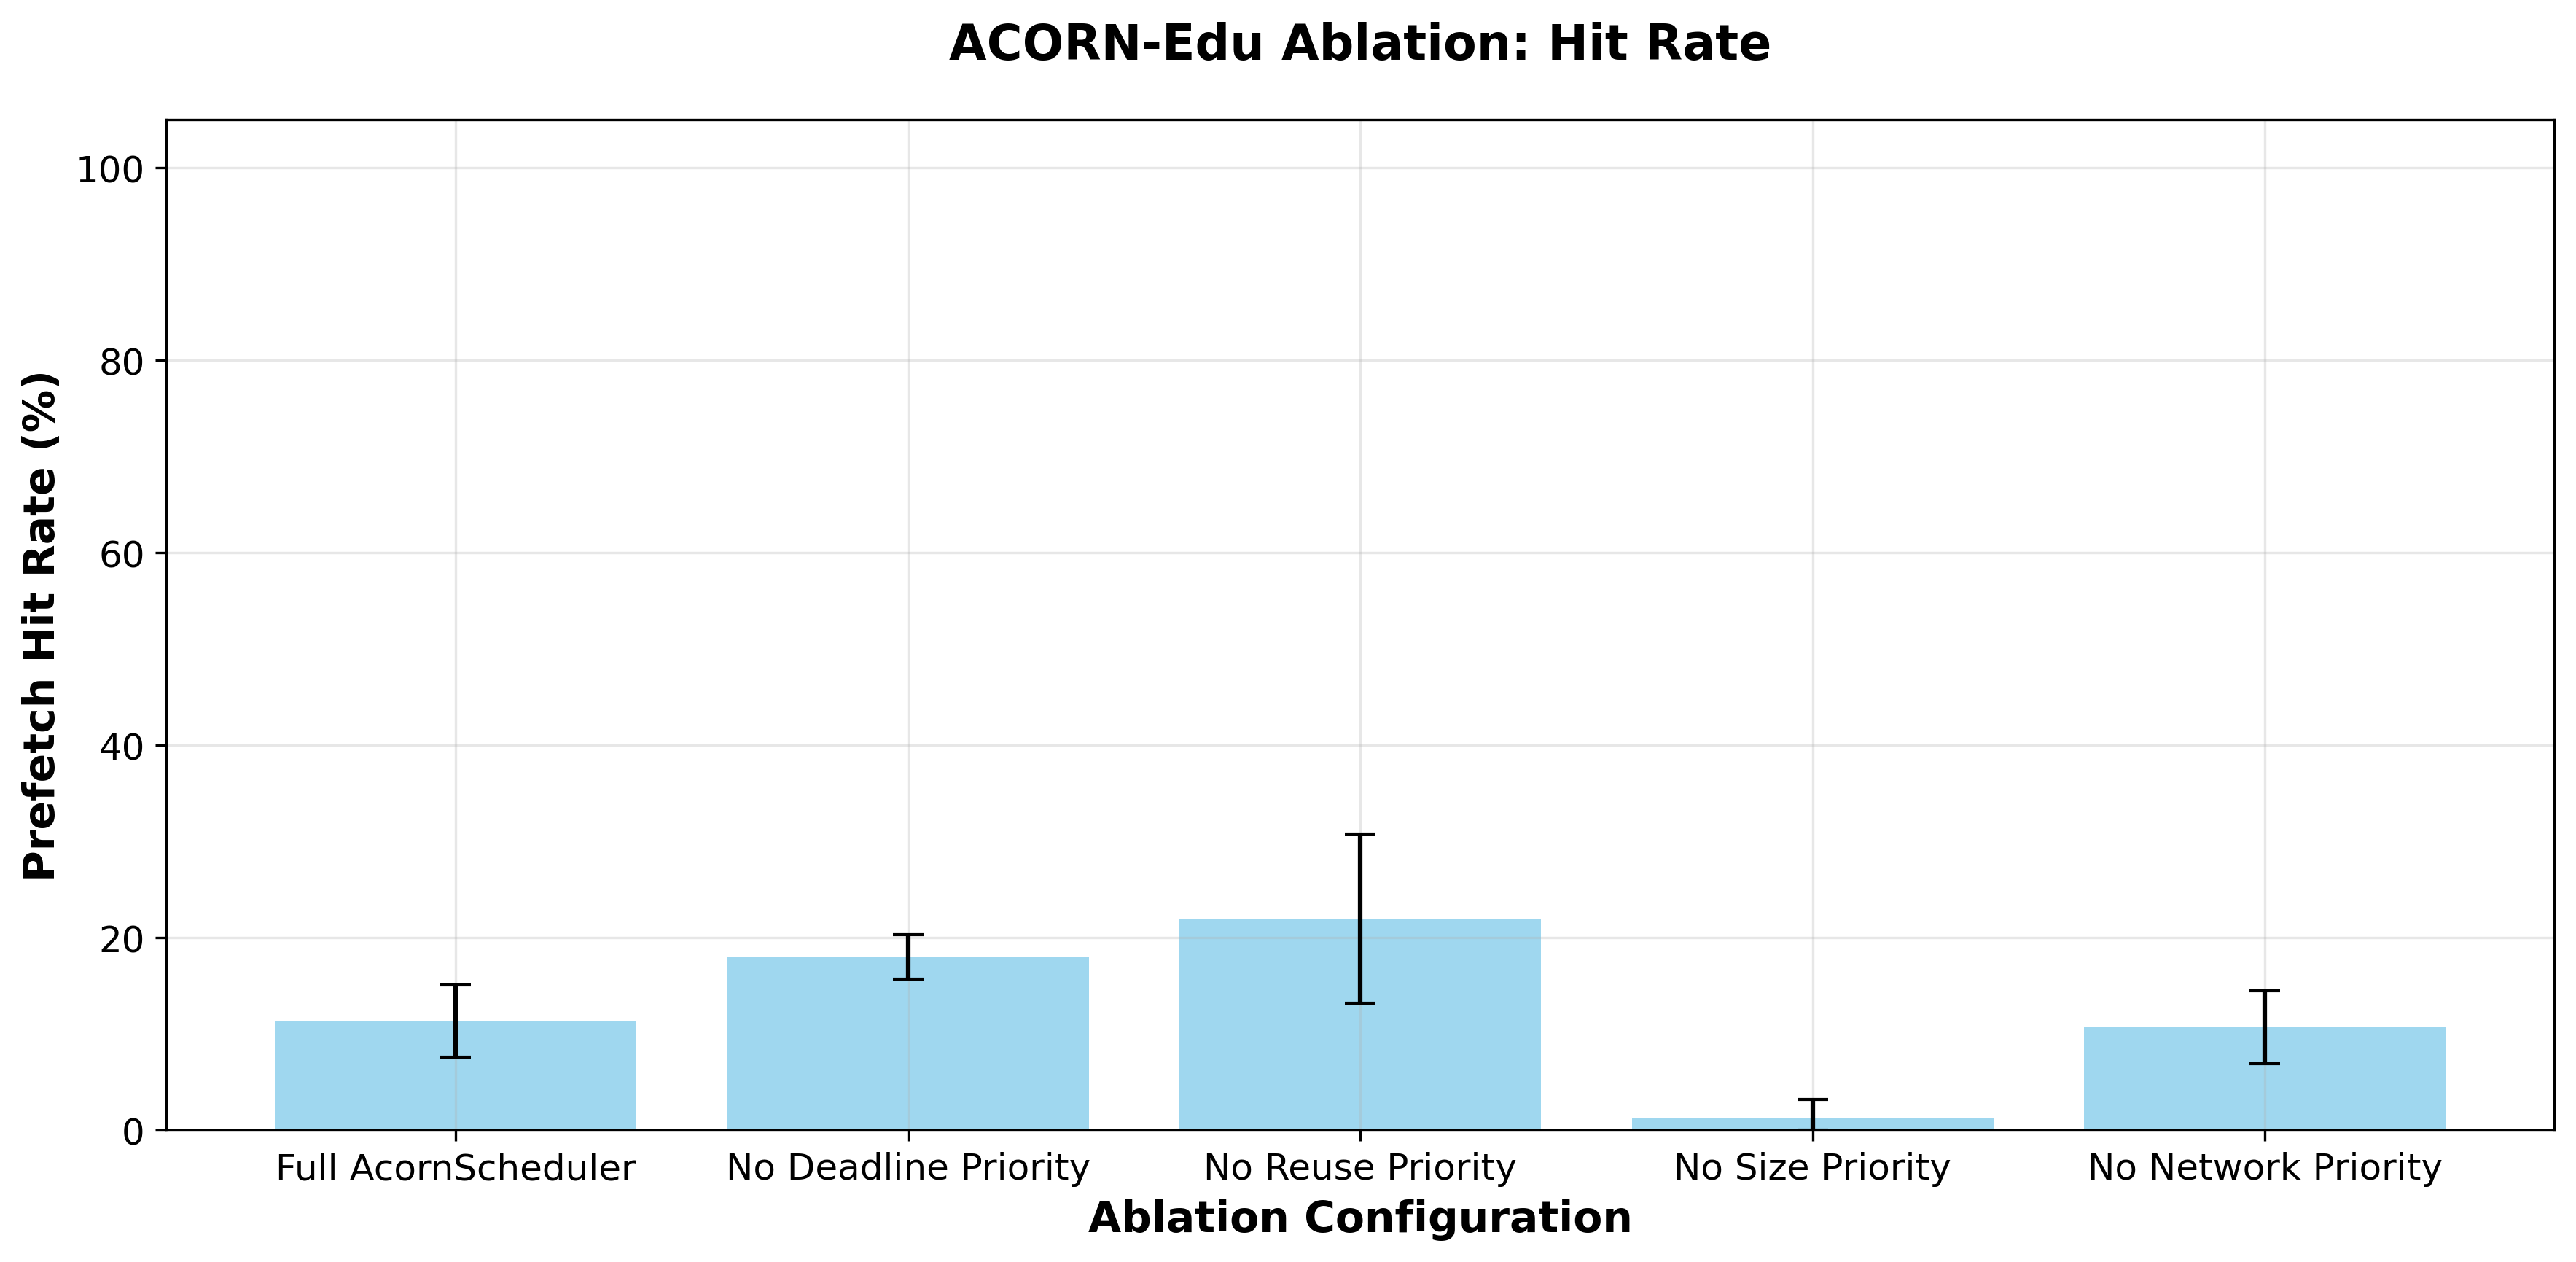 ACORN-Edu Ablation: Hit Rate
Prefetch Hit Rate (%)
100
80
60
40
20
0
Full AcornScheduler
No Deadline Priority
No Reuse Priority
No Size Priority
No Network Priority
Ablation Configuration